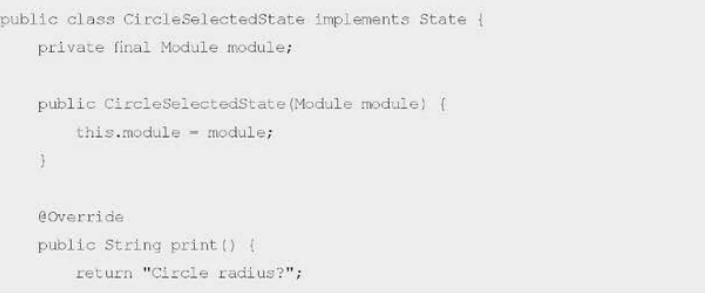 public class CircleSelectedState implements State {
private final Module module;
public CircleSelectedState(Module module) {
this.module = module;
}
@Override
public String print() {
return "Circle radius?";